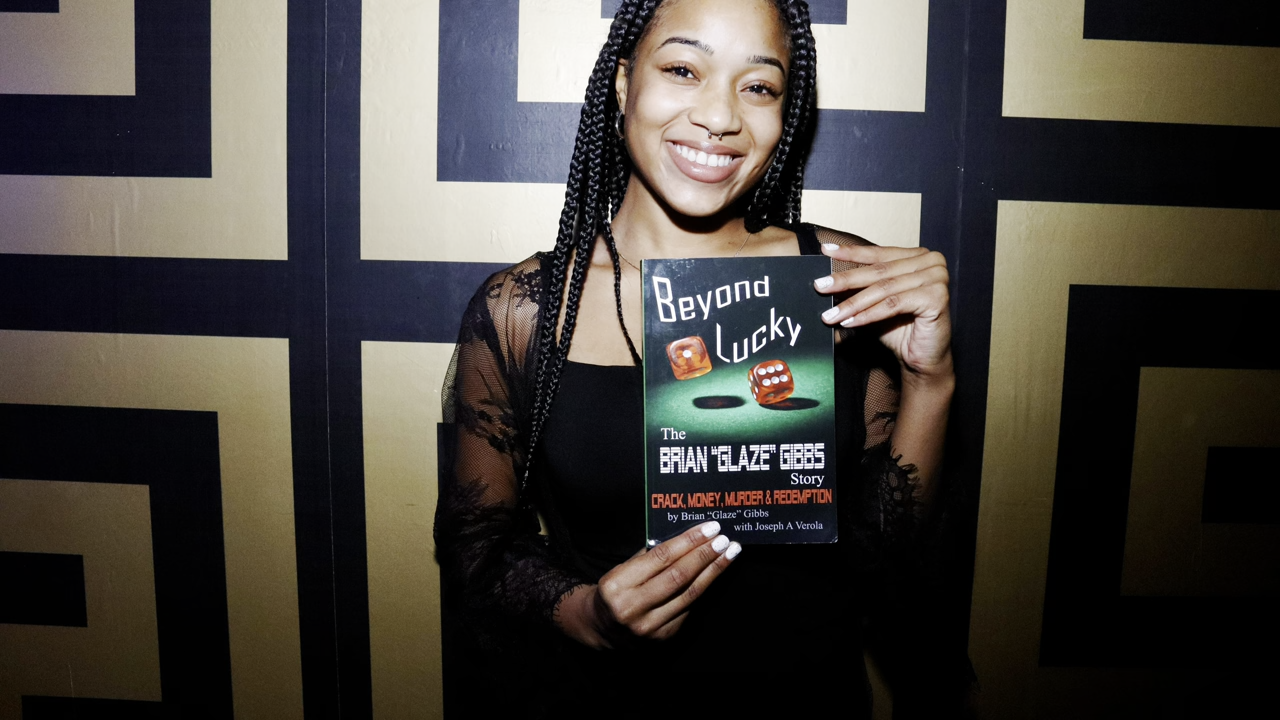 Beyond
Lucky
The
BRIAN "GLAZE" GIBBS
Story
CRACK, MONEY, MURDER & REDEMPTION
by Brian "Glaze" Gibbs
with Joseph A Verola